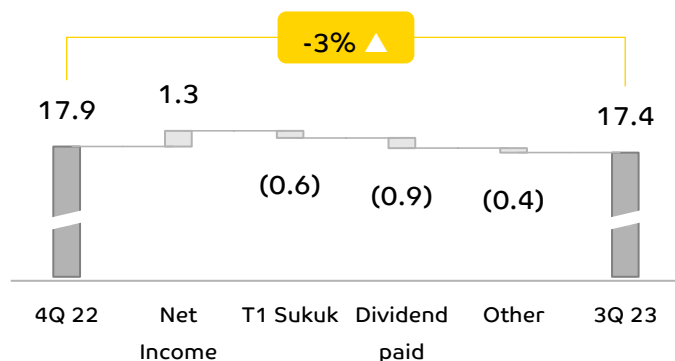 -3%
17.9
1.3
17.4
(0.6)
(0.9)
(0.4)
4Q 22
Net
Income
T1 Sukuk
Dividend
paid
Other
3Q 23